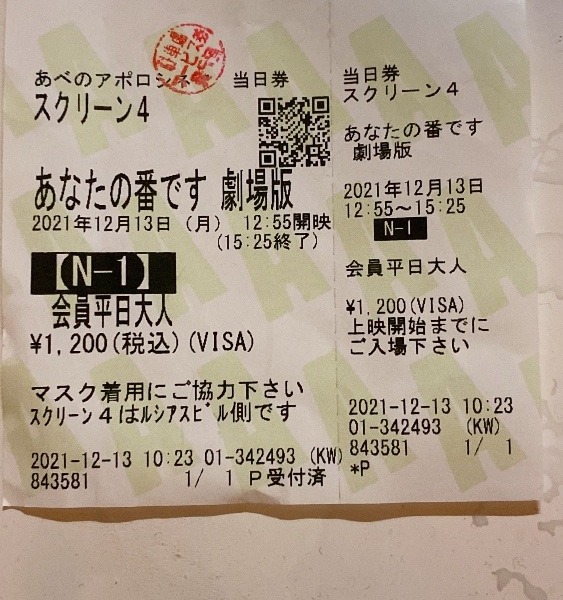 あべのアポロシネ 当日券
スクリーン4
あなたの番です 劇場版
2021年12月13日 (月) 12:55開映
(15:25終了)
【N-1】
会員平日大人
¥1,200(税込)(VISA)
マスク着用にご協力下さい
スクリーン4はルシアスビル側です
2021-12-13 10:23 01-342493 (KW)
843581 1/ 1 P受付済
当日券
スクリーン4
あなたの番です
劇場版
2021年12月13日
12:55～15:25
N-1
会員平日大人
¥1,200(VISA)
上映開始までに
ご入場下さい
2021-12-13 10:23
01-342493 (KW)
843581 1/ 1
*P